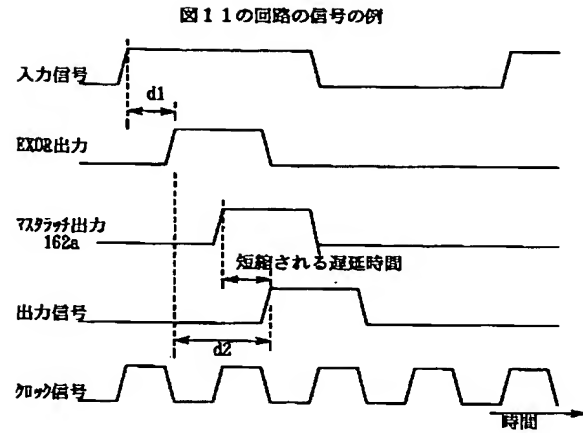 図11の回路の信号の例
入力信号
d1
EXOR出力
マスタラッチ出力
162a
短縮される遅延時間
出力信号
d2
クロック信号
時間